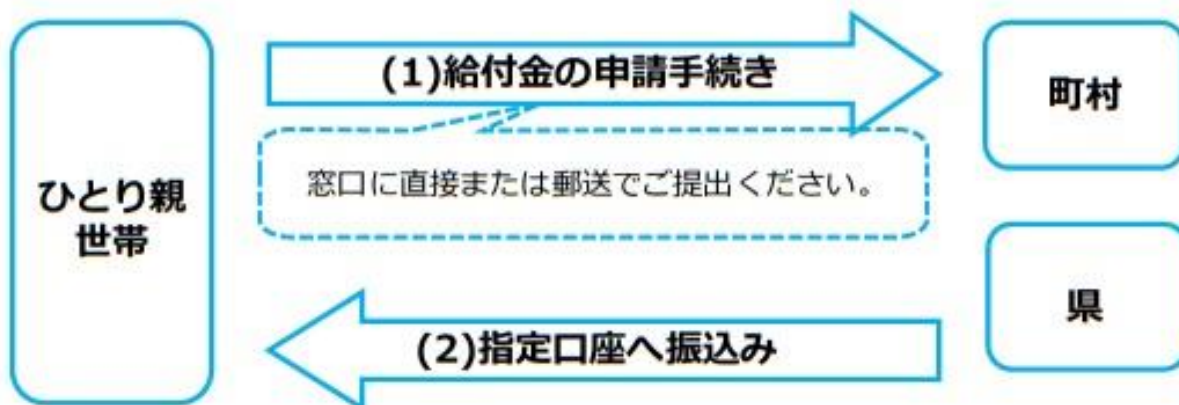 (1)給付金の申請手続き
町村
窓口に直接または郵送でご提出ください。
ひとり親
世帯
県
(2)指定口座へ振込み